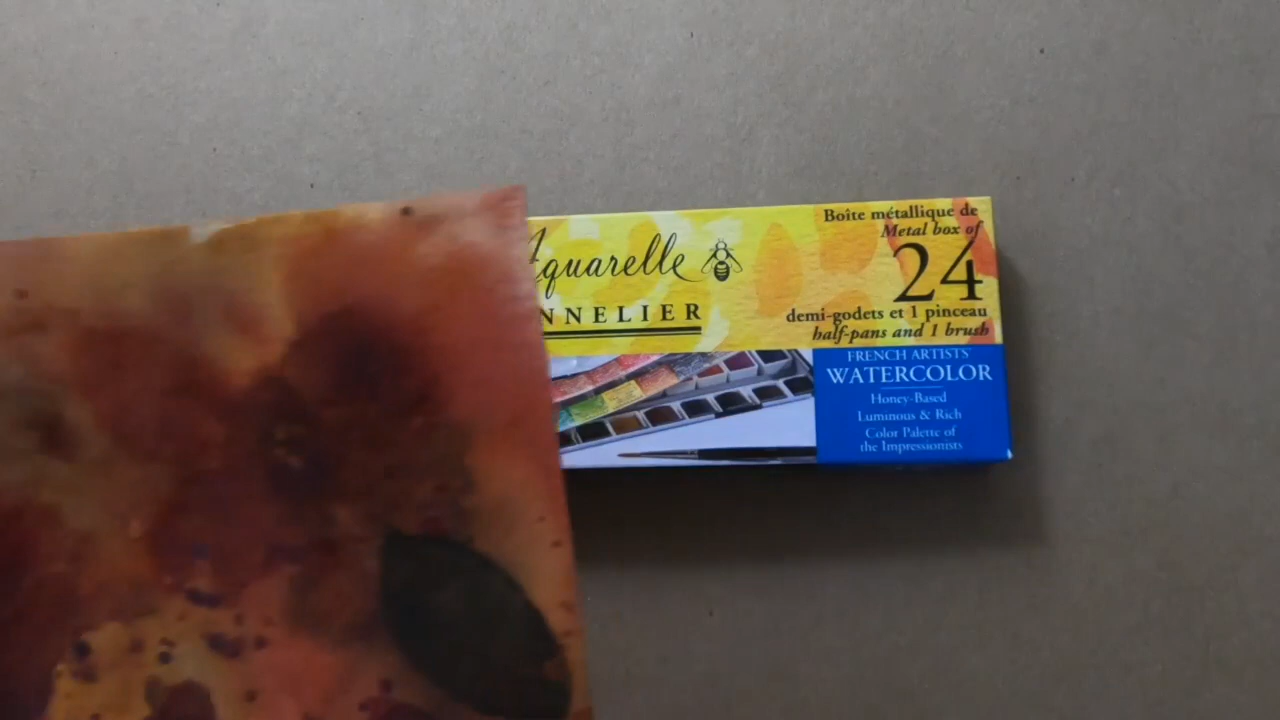 Aquarelle
NNELIER
Boîte métallique de
Metal box of
24
demi-godets et 1 pinceau
half-pans and 1 brush
FRENCH ARTISTS'
WATERCOLOR
Honey-Based
Luminous & Rich
Color Palette of
the Impressionists